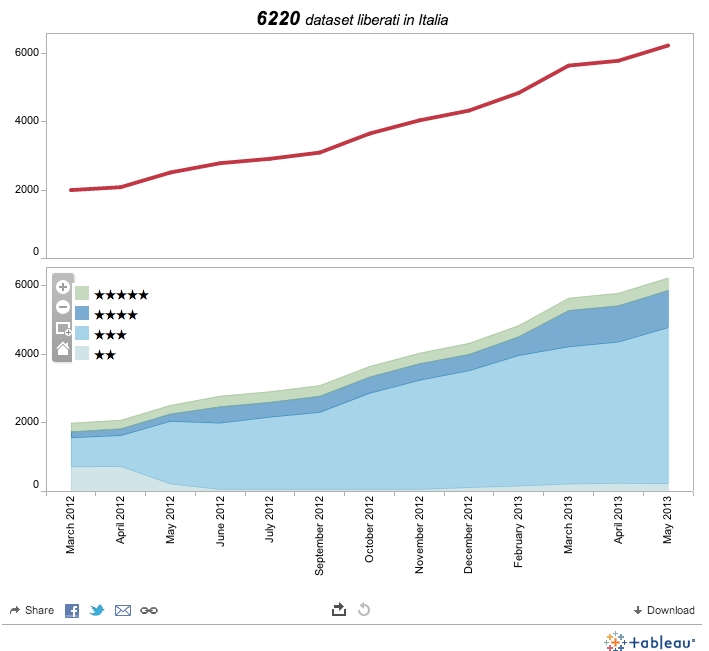 6220 dataset liberati in Italia
6000
4000
2000
0
6000
★★★★★
★★★★
★★★
★★
4000
2000
0
March 2012
April 2012
May 2012
June 2012
July 2012
September 2012
October 2012
November 2012
December 2012
February 2013
March 2013
April 2013
May 2013
Share
Download
+tableau